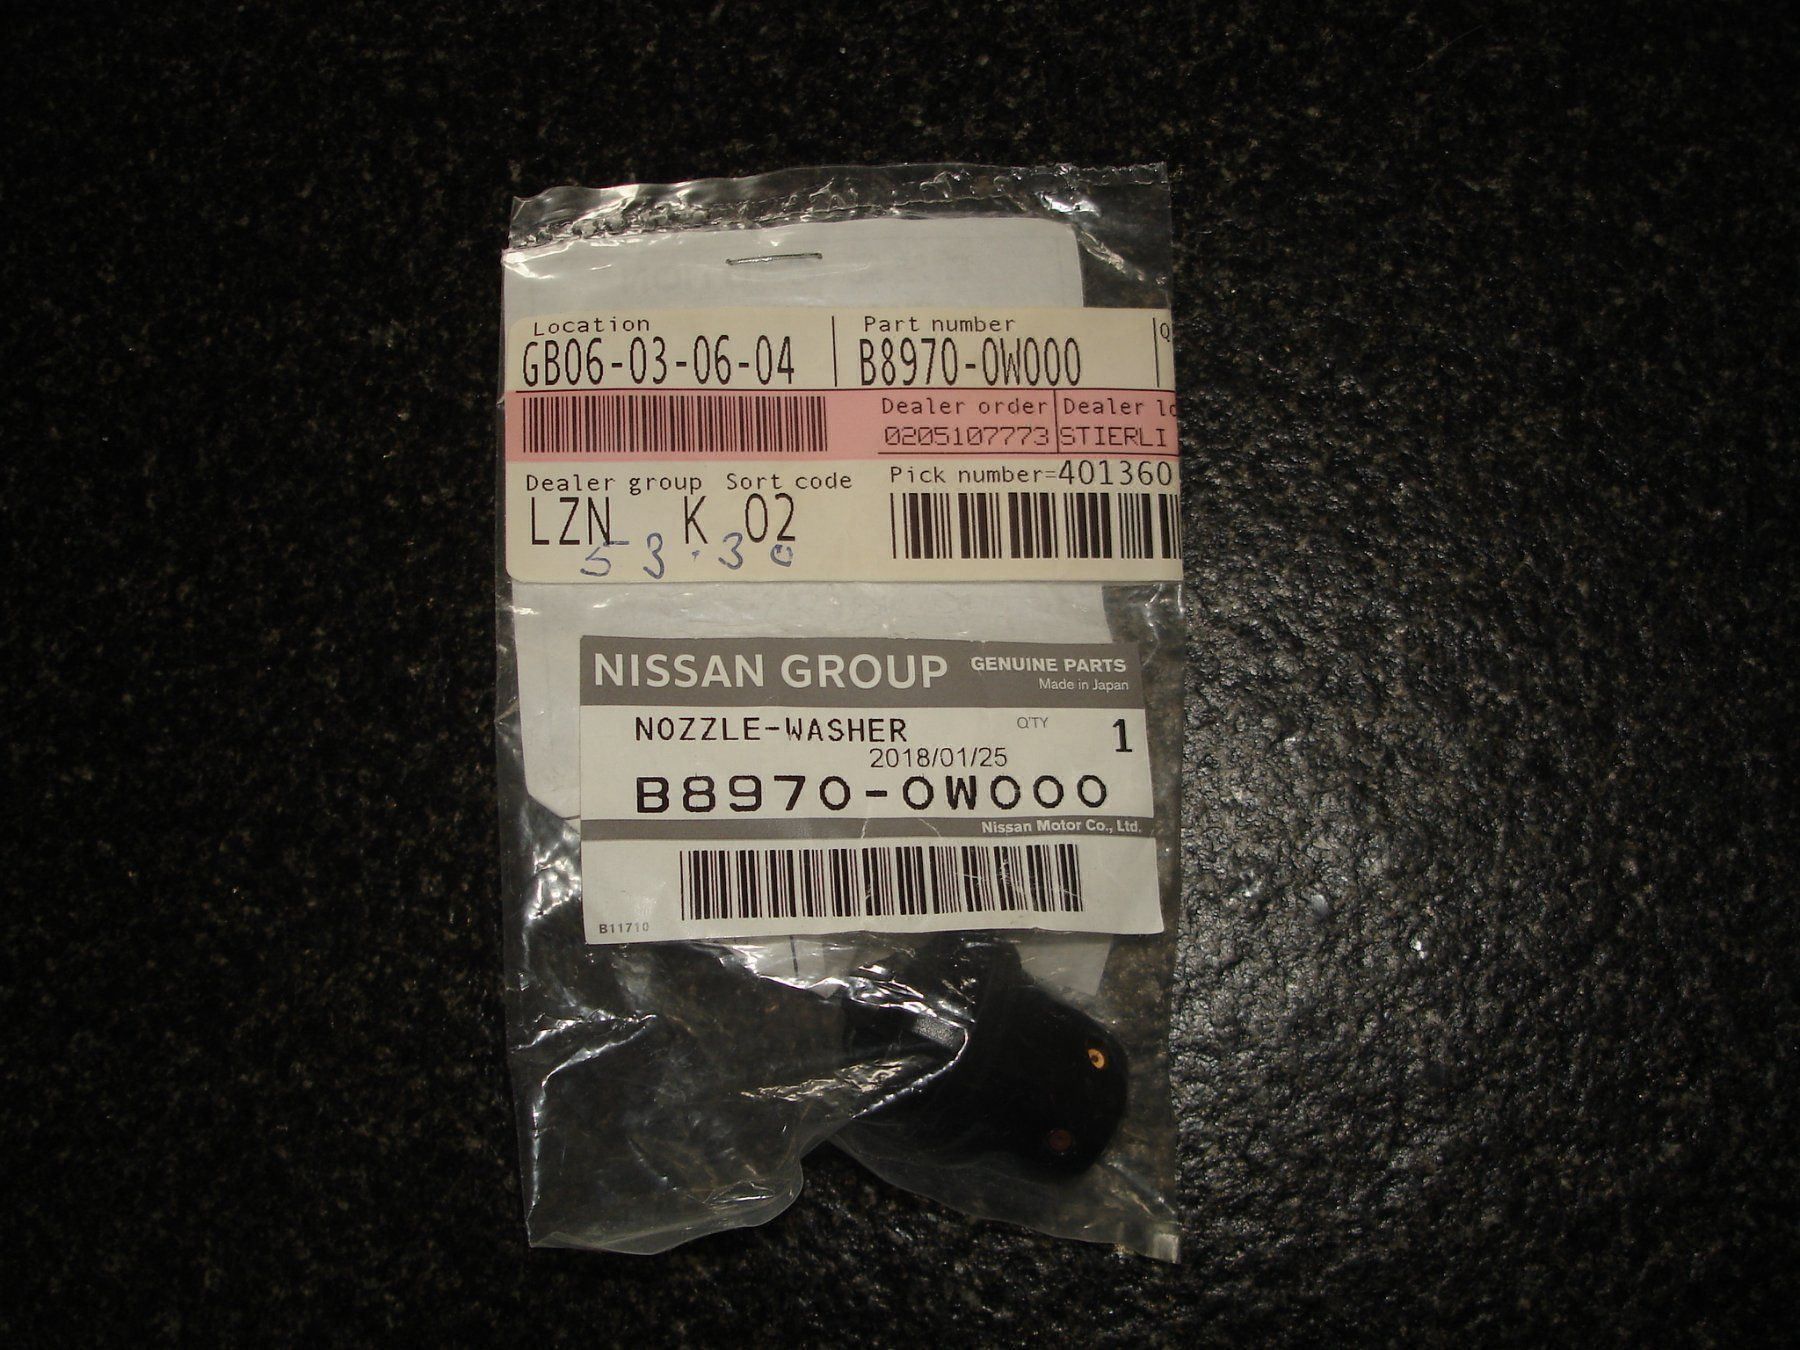 Location Part number Q
GB06-03-06-04 B8970-0W000
Dealer order Dealer lo
0205107773 STIERLI
Dealer group Sort code Pick number=401360
LZN K 02
53.30
NISSAN GROUP GENUINE PARTS
Made in Japan
NOZZLE-WASHER Q'TY 1
2018/01/25
B8970-0W000
Nissan Motor Co., Ltd.
B11710